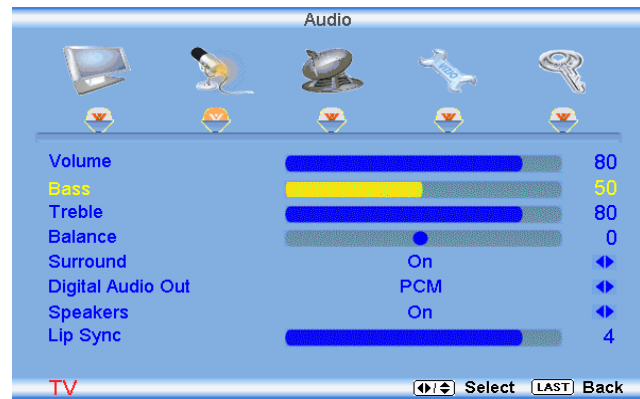 Audio
Volume 80
Bass 50
Treble 80
Balance 0
Surround On
Digital Audio Out PCM
Speakers On
Lip Sync 4
TV Select LAST Back